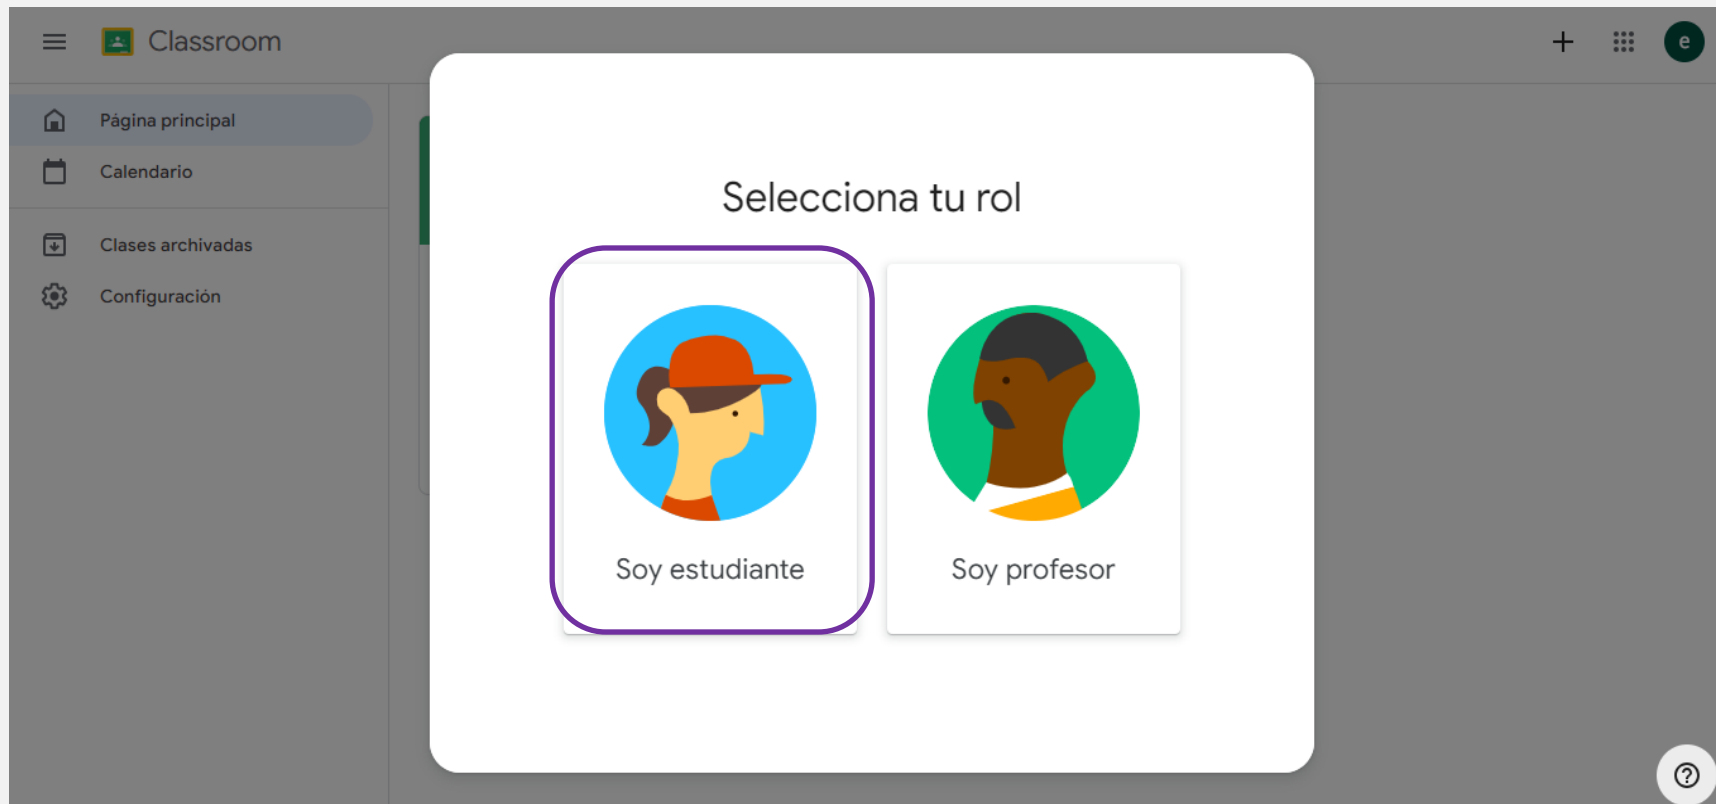 Classroom
e
Página principal
Calendario
Clases archivadas
Configuración
Selecciona tu rol
Soy estudiante
Soy profesor